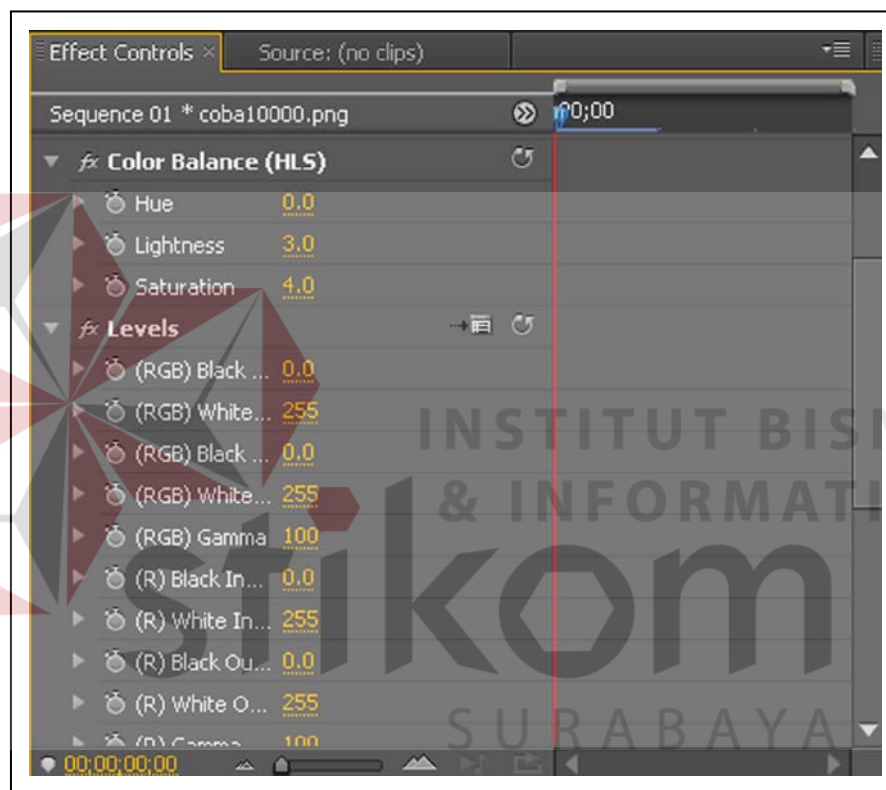 Effect Controls × Source: (no clips)
Sequence 01 * coba10000.png 00;00
fx Color Balance (HLS)
Hue 0.0
Lightness 3.0
Saturation 4.0
fx Levels
(RGB) Black ... 0.0
(RGB) White... 255
(RGB) Black ... 0.0
(RGB) White... 255
(RGB) Gamma 100
(R) Black In... 0.0
(R) White In... 255
(R) Black Ou... 0.0
(R) White O... 255
(R) Gamma 100
00;00;00;00
INSTITUT BISN
& INFORMATI
stikom
SURABAYA